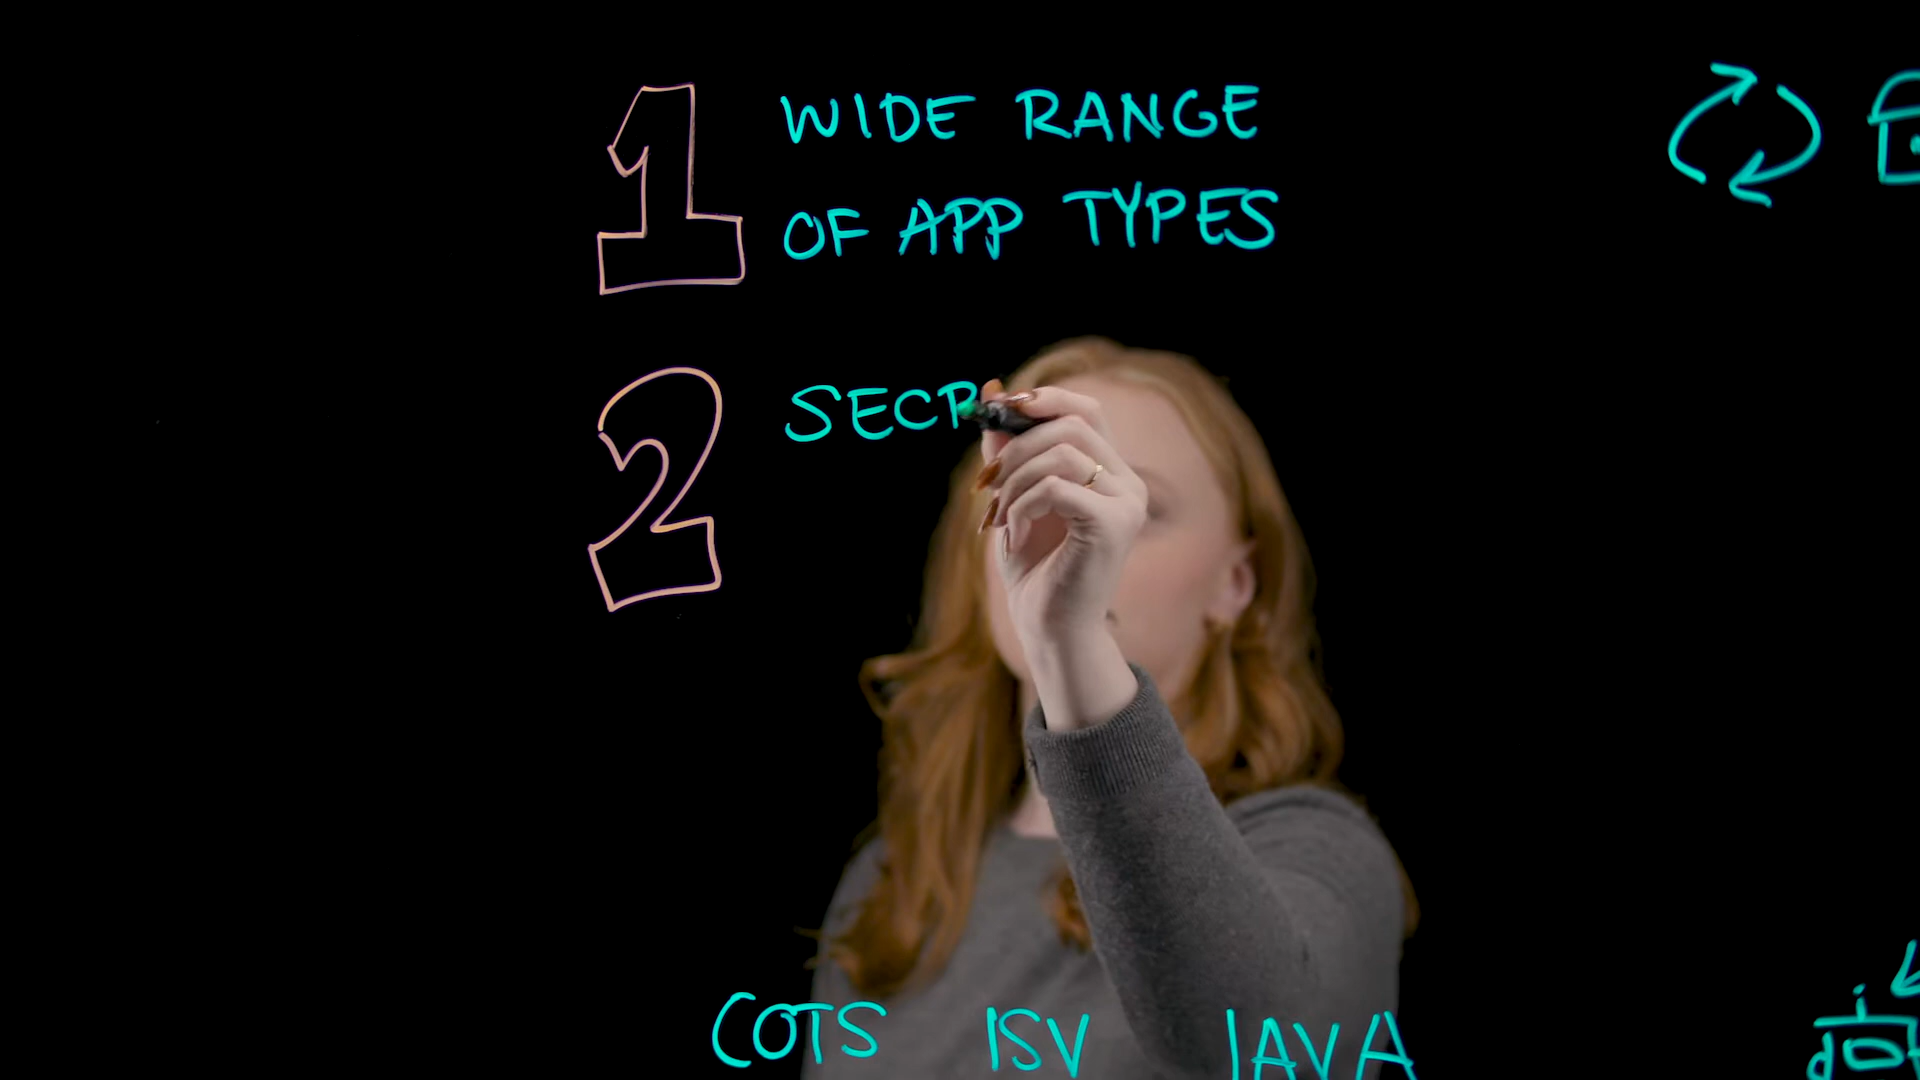 1 WIDE RANGE
OF APP TYPES
2 SECR
COTS ISV JAVA